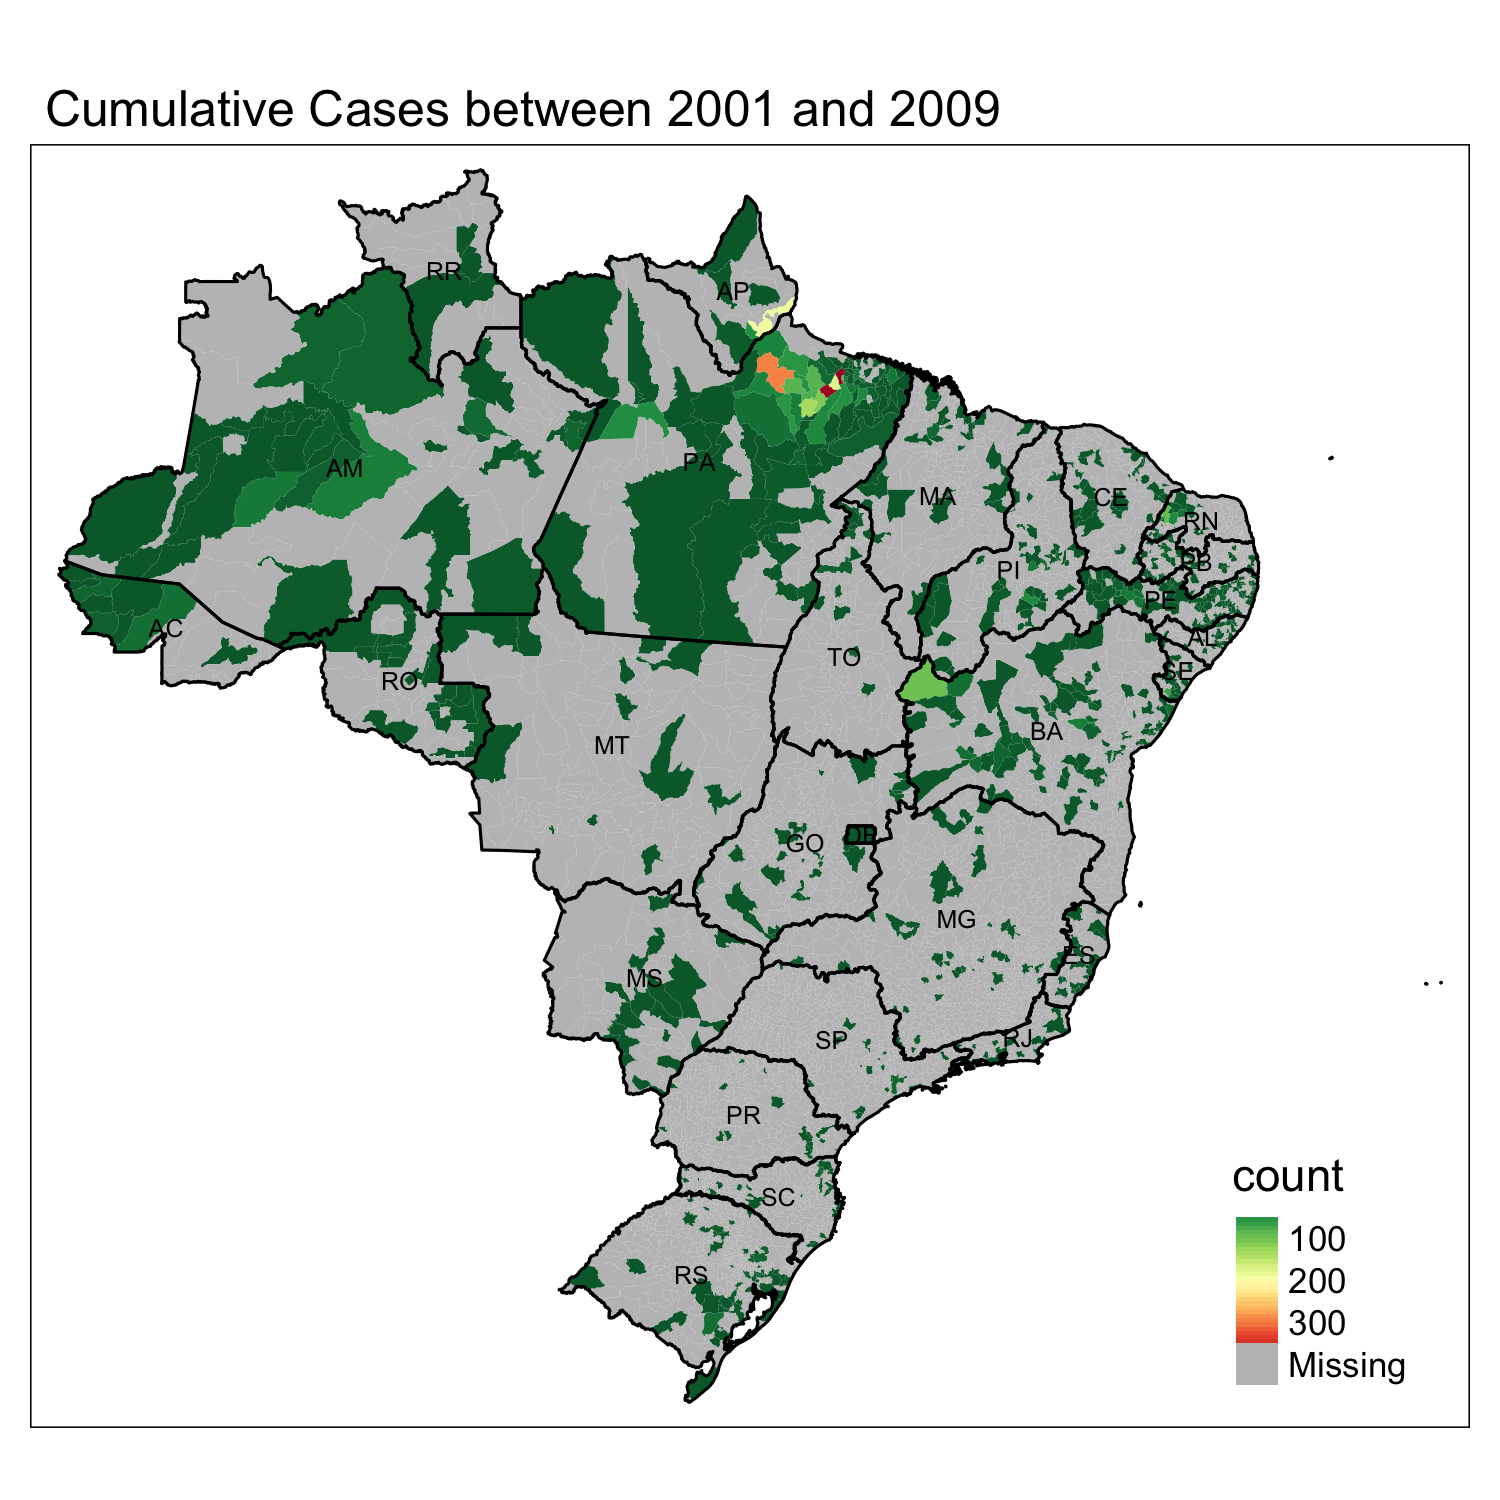 Cumulative Cases between 2001 and 2009
RR
AP
AM
PA
MA
CE
RN
PB
PI
PE
AC
AL
TO
SE
RO
BA
MT
DF
GO
MG
ES
MS
SP
RJ
PR
SC
RS
count
100
200
300
Missing